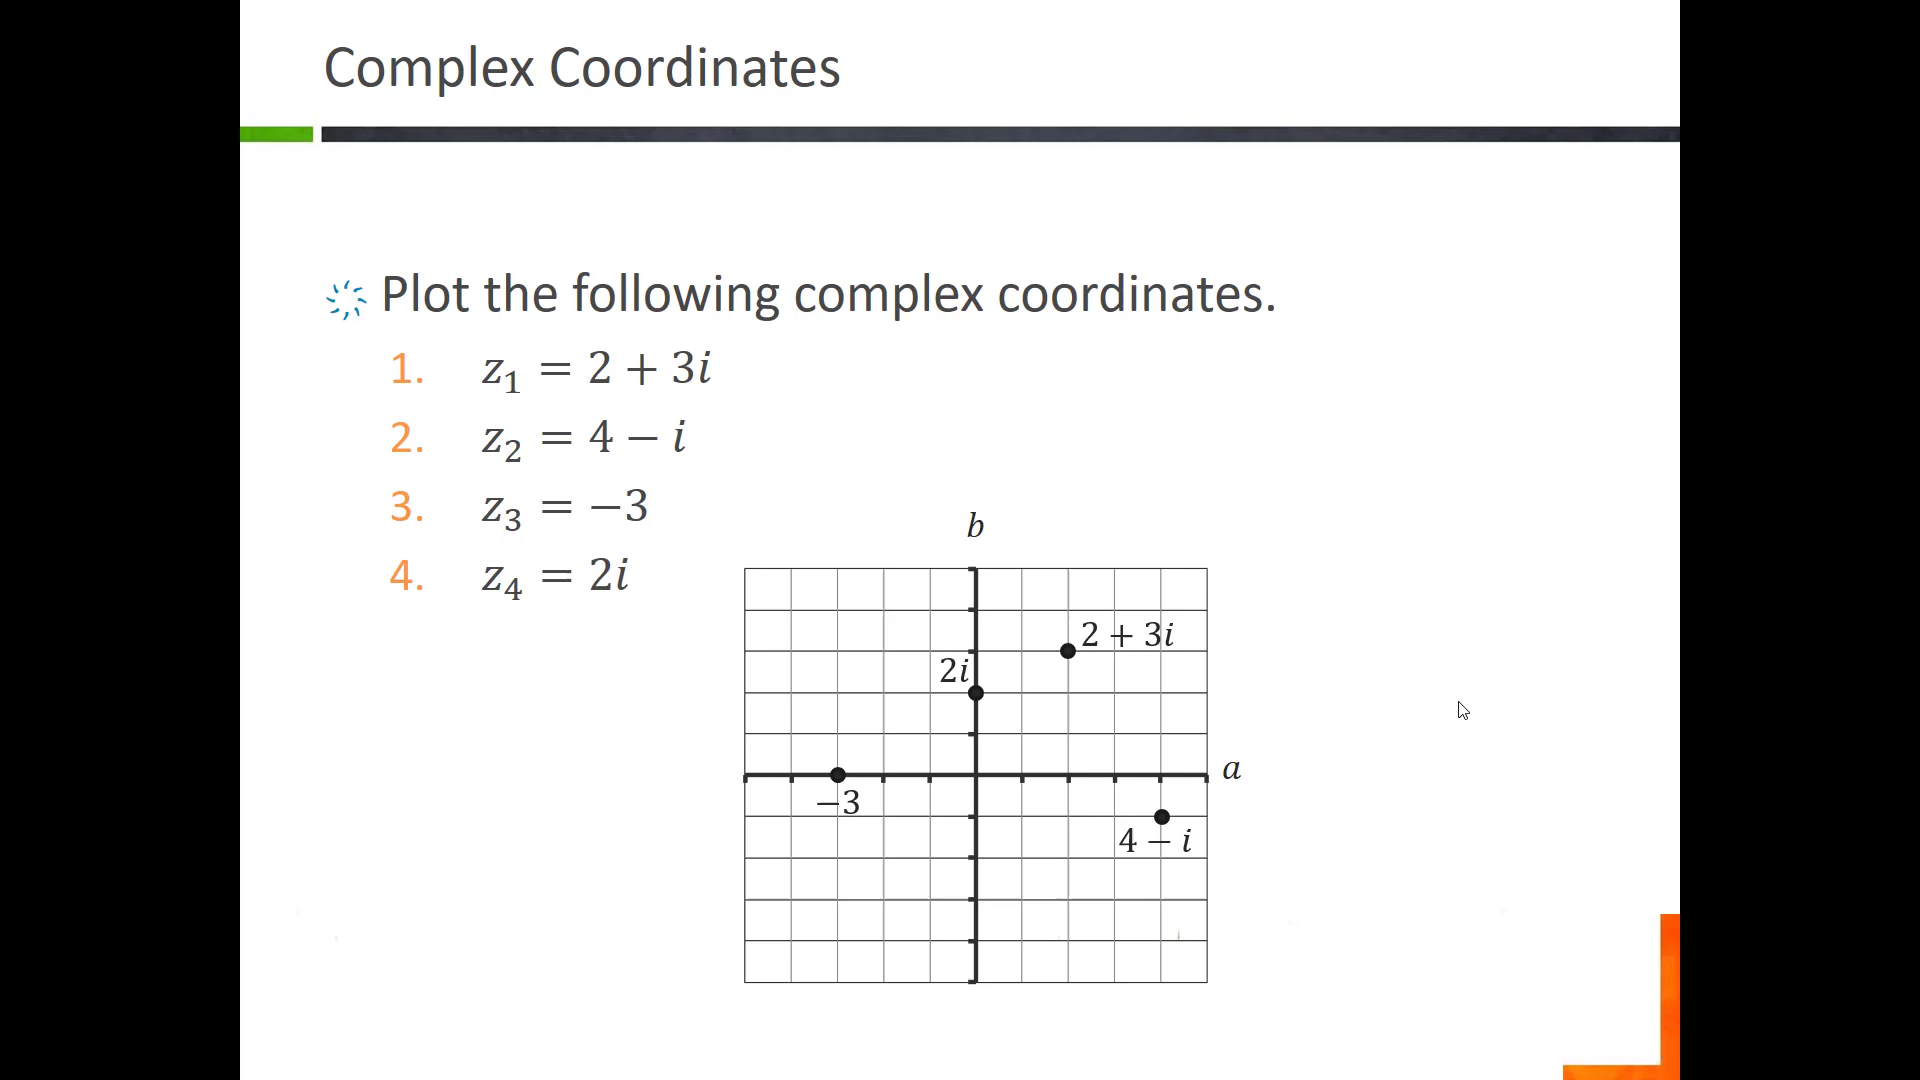 Complex Coordinates
Plot the following complex coordinates.
1. z₁ = 2 + 3i
2. z₂ = 4 − i
3. z₃ = −3
4. z₄ = 2i
b
2 + 3i
2i
a
−3
4 − i